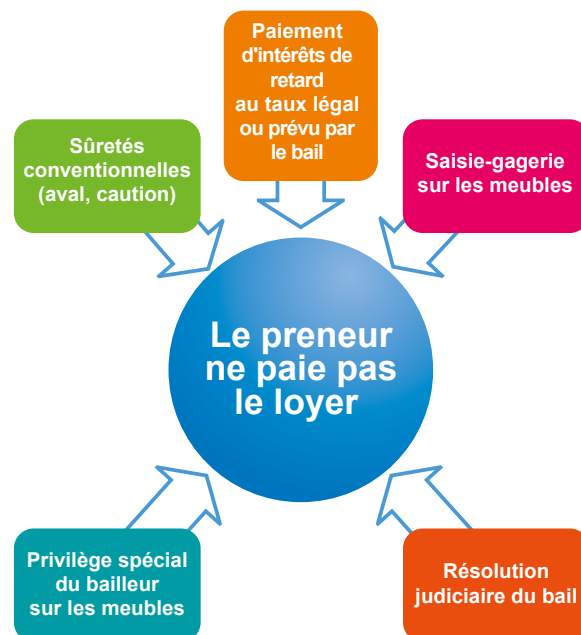 Paiement
d'intérêts de
retard
au taux légal
ou prévu par
le bail
Sûretés
conventionnelles
(aval, caution)
Saisie-gagerie
sur les meubles
Le preneur
ne paie pas
le loyer
Privilège spécial
du bailleur
sur les meubles
Résolution
judiciaire du bail